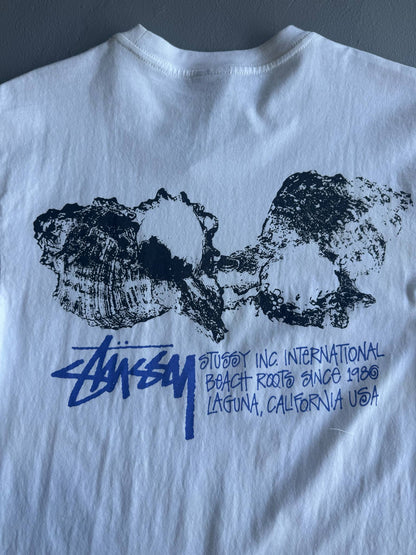 STÜSSY
STUSSY INC. INTERNATIONAL
BEACH ROOTS SINCE 1980
LAGUNA, CALIFORNIA USA